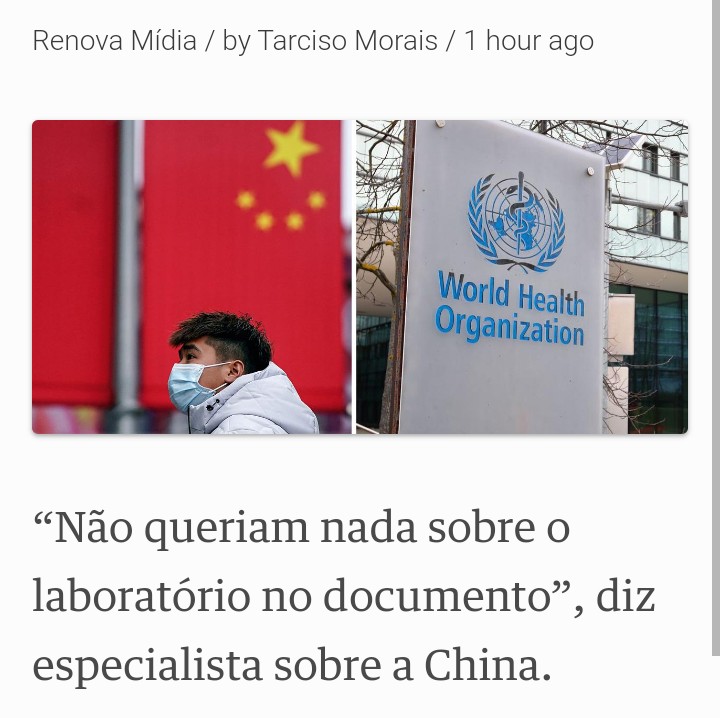 Renova Mídia / by Tarciso Morais / 1 hour ago
World Health
Organization
“Não queriam nada sobre o
laboratório no documento”, diz
especialista sobre a China.